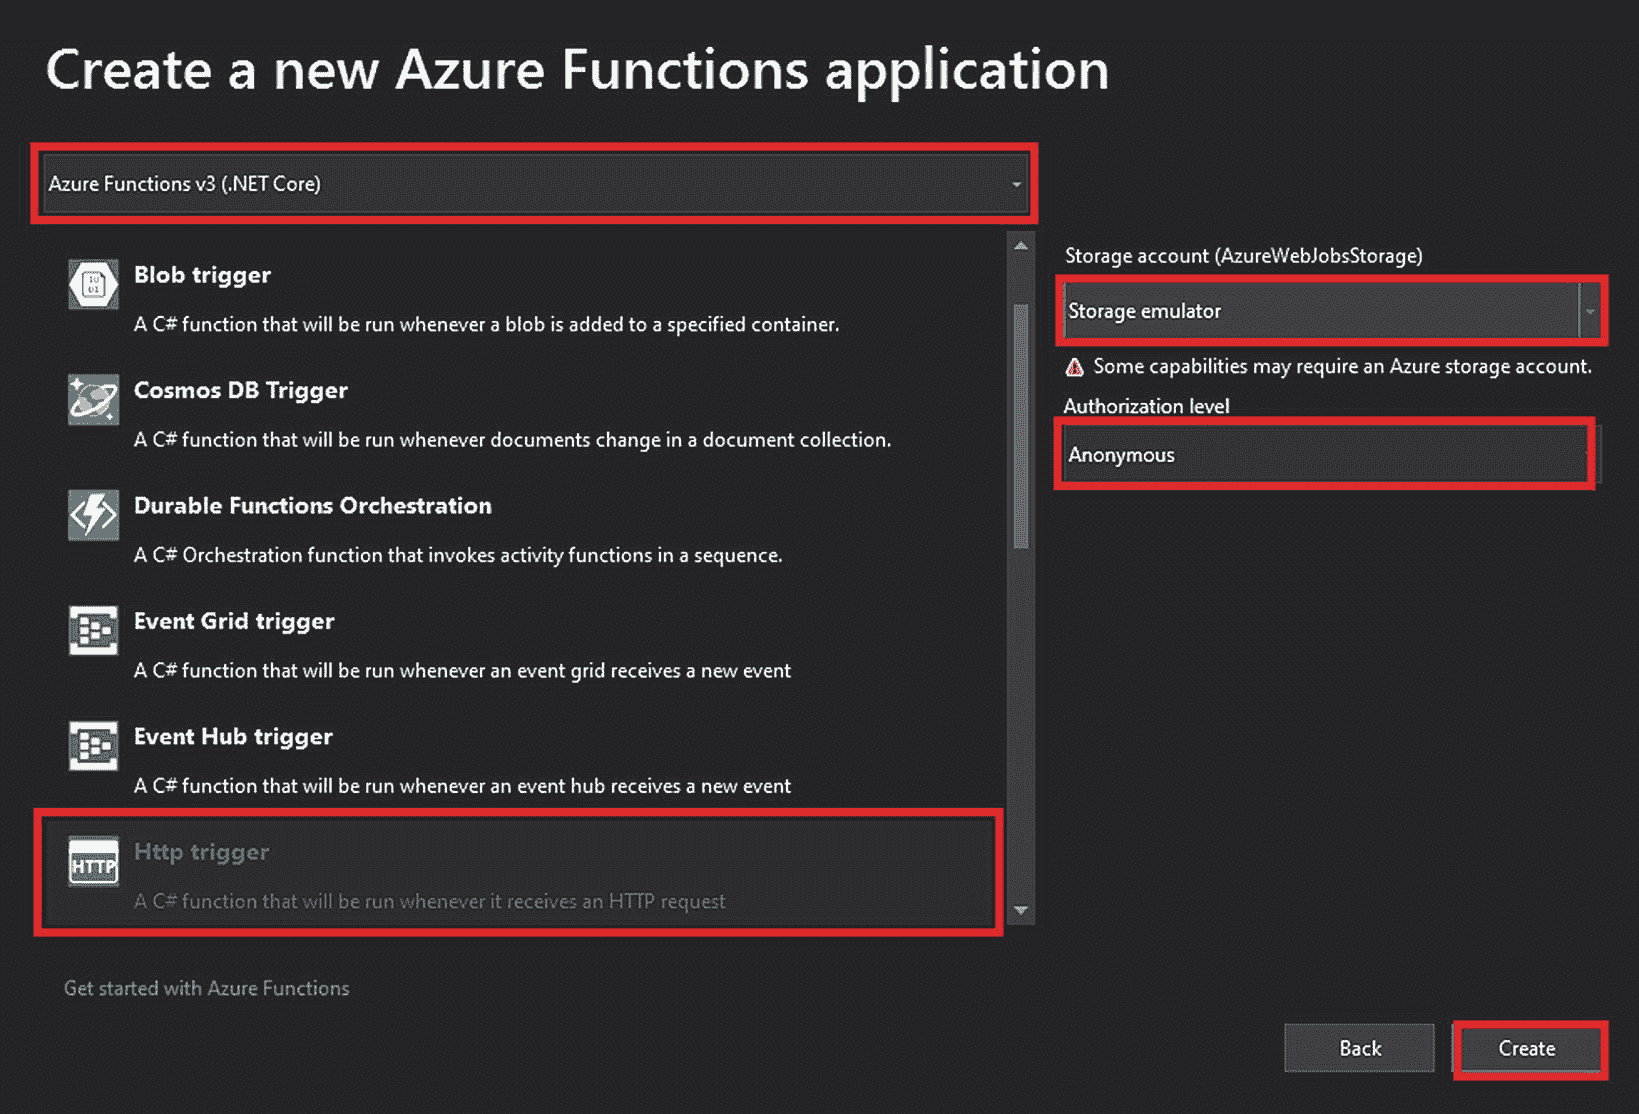 Create a new Azure Functions application
Azure Functions v3 (.NET Core)
Blob trigger
A C# function that will be run whenever a blob is added to a specified container.
Cosmos DB Trigger
A C# function that will be run whenever documents change in a document collection.
Durable Functions Orchestration
A C# Orchestration function that invokes activity functions in a sequence.
Event Grid trigger
A C# function that will be run whenever an event grid receives a new event
Event Hub trigger
A C# function that will be run whenever an event hub receives a new event
HTTP
Http trigger
A C# function that will be run whenever it receives an HTTP request
Get started with Azure Functions
Storage account (AzureWebJobsStorage)
Storage emulator
Some capabilities may require an Azure storage account.
Authorization level
Anonymous
Back
Create